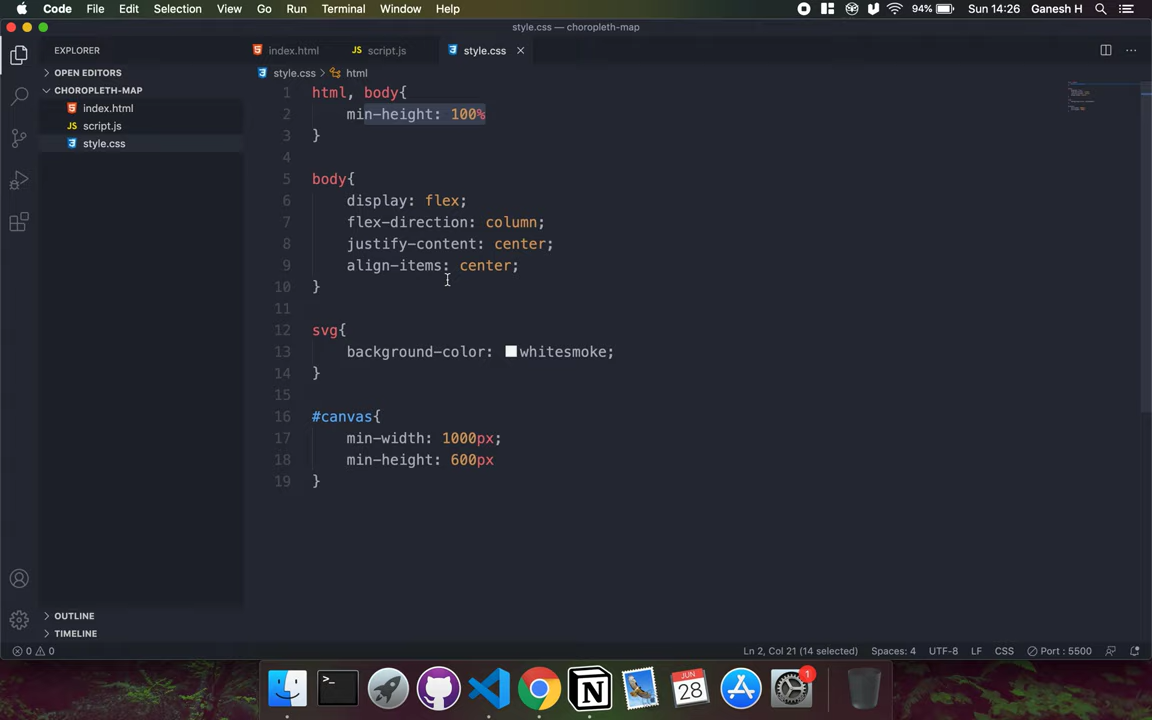 Code File Edit Selection View Go Run Terminal Window Help 94% Sun 14:26 Ganesh H
style.css — choropleth-map
EXPLORER
index.html
JS script.js
style.css
OPEN EDITORS
CHOROPLETH-MAP
index.html
JS script.js
style.css
style.css > html
1 html, body{
2 min-height: 100%
3 }
4
5 body{
6 display: flex;
7 flex-direction: column;
8 justify-content: center;
9 align-items: center;
10 }
11
12 svg{
13 background-color: whitesmoke;
14 }
15
16 #canvas{
17 min-width: 1000px;
18 min-height: 600px
19 }
OUTLINE
TIMELINE
0 0 Ln 2, Col 21 (14 selected) Spaces: 4 UTF-8 LF CSS Port : 5500
>_
N
JUN
28
1